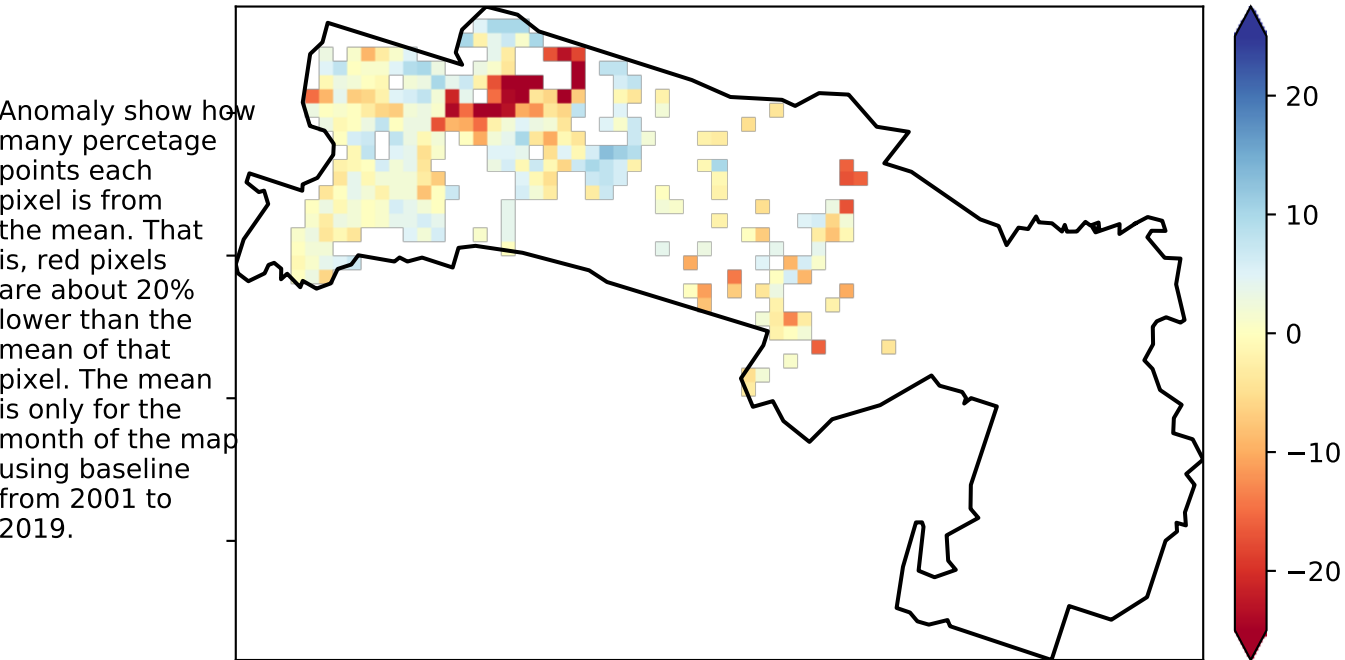 Anomaly show how
many percetage
points each
pixel is from
the mean. That
is, red pixels
are about 20%
lower than the
mean of that
pixel. The mean
is only for the
month of the map
using baseline
from 2001 to
2019.
20
10
0
−10
−20